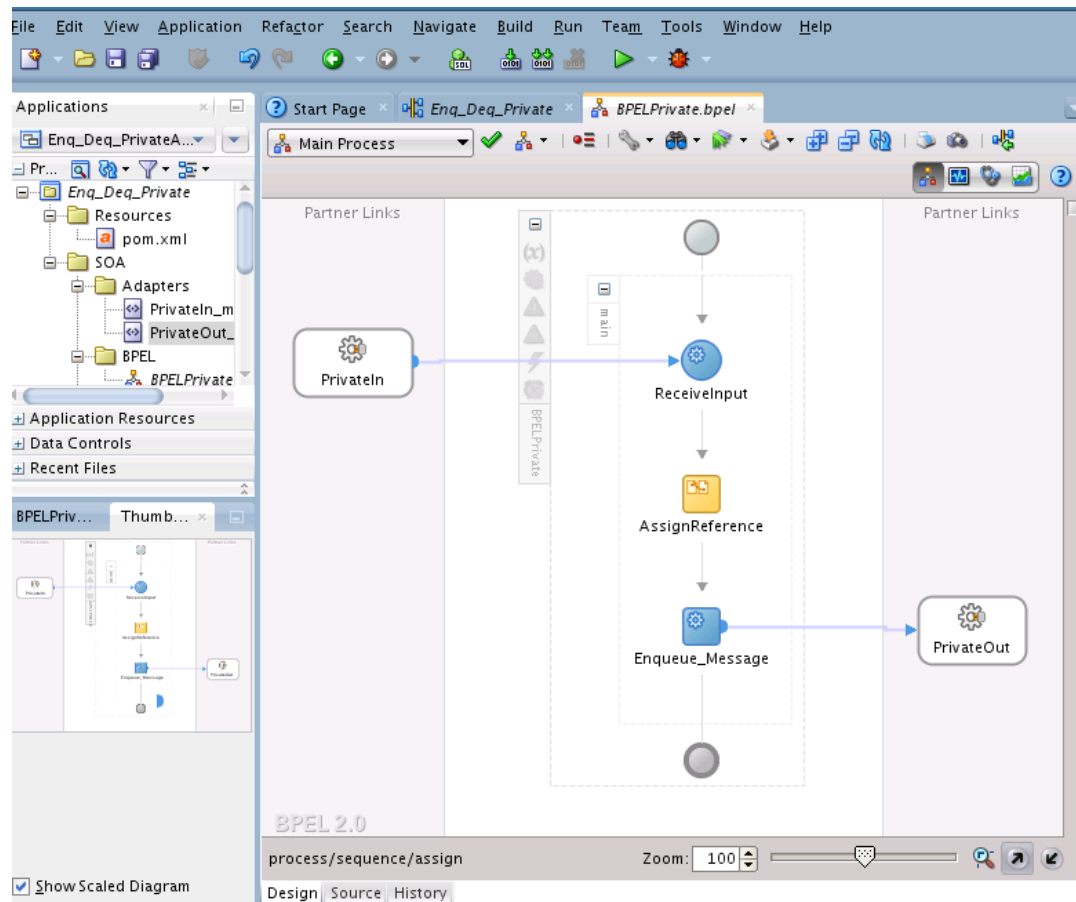 File Edit View Application Refactor Search Navigate Build Run Team Tools Window Help
Applications
Start Page
Enq_Deq_Private
BPELPrivate.bpel
Enq_Deq_PrivateA...
Main Process
Pr...
Enq_Deq_Private
Resources
pom.xml
SOA
Adapters
PrivateIn_m
PrivateOut_
BPEL
BPELPrivate
Application Resources
Data Controls
Recent Files
BPELPriv...
Thumb...
Show Scaled Diagram
Partner Links
Partner Links
(x)
main
BPELPrivate
PrivateIn
ReceiveInput
AssignReference
Enqueue_Message
PrivateOut
BPEL 2.0
process/sequence/assign
Zoom: 100
Design Source History